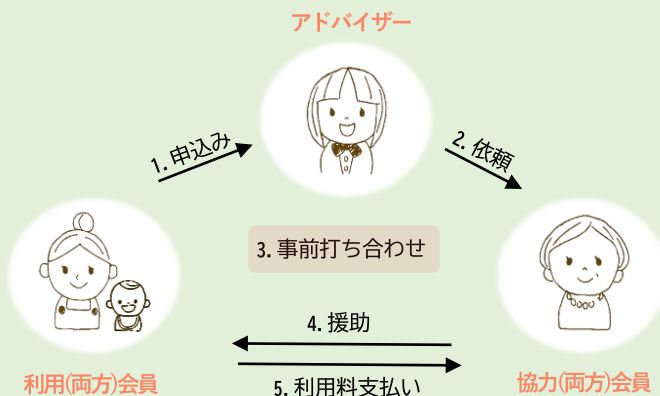 アドバイザー
1. 申込み
2. 依頼
3. 事前打ち合わせ
4. 援助
5. 利用料支払い
利用(両方)会員
協力(両方)会員